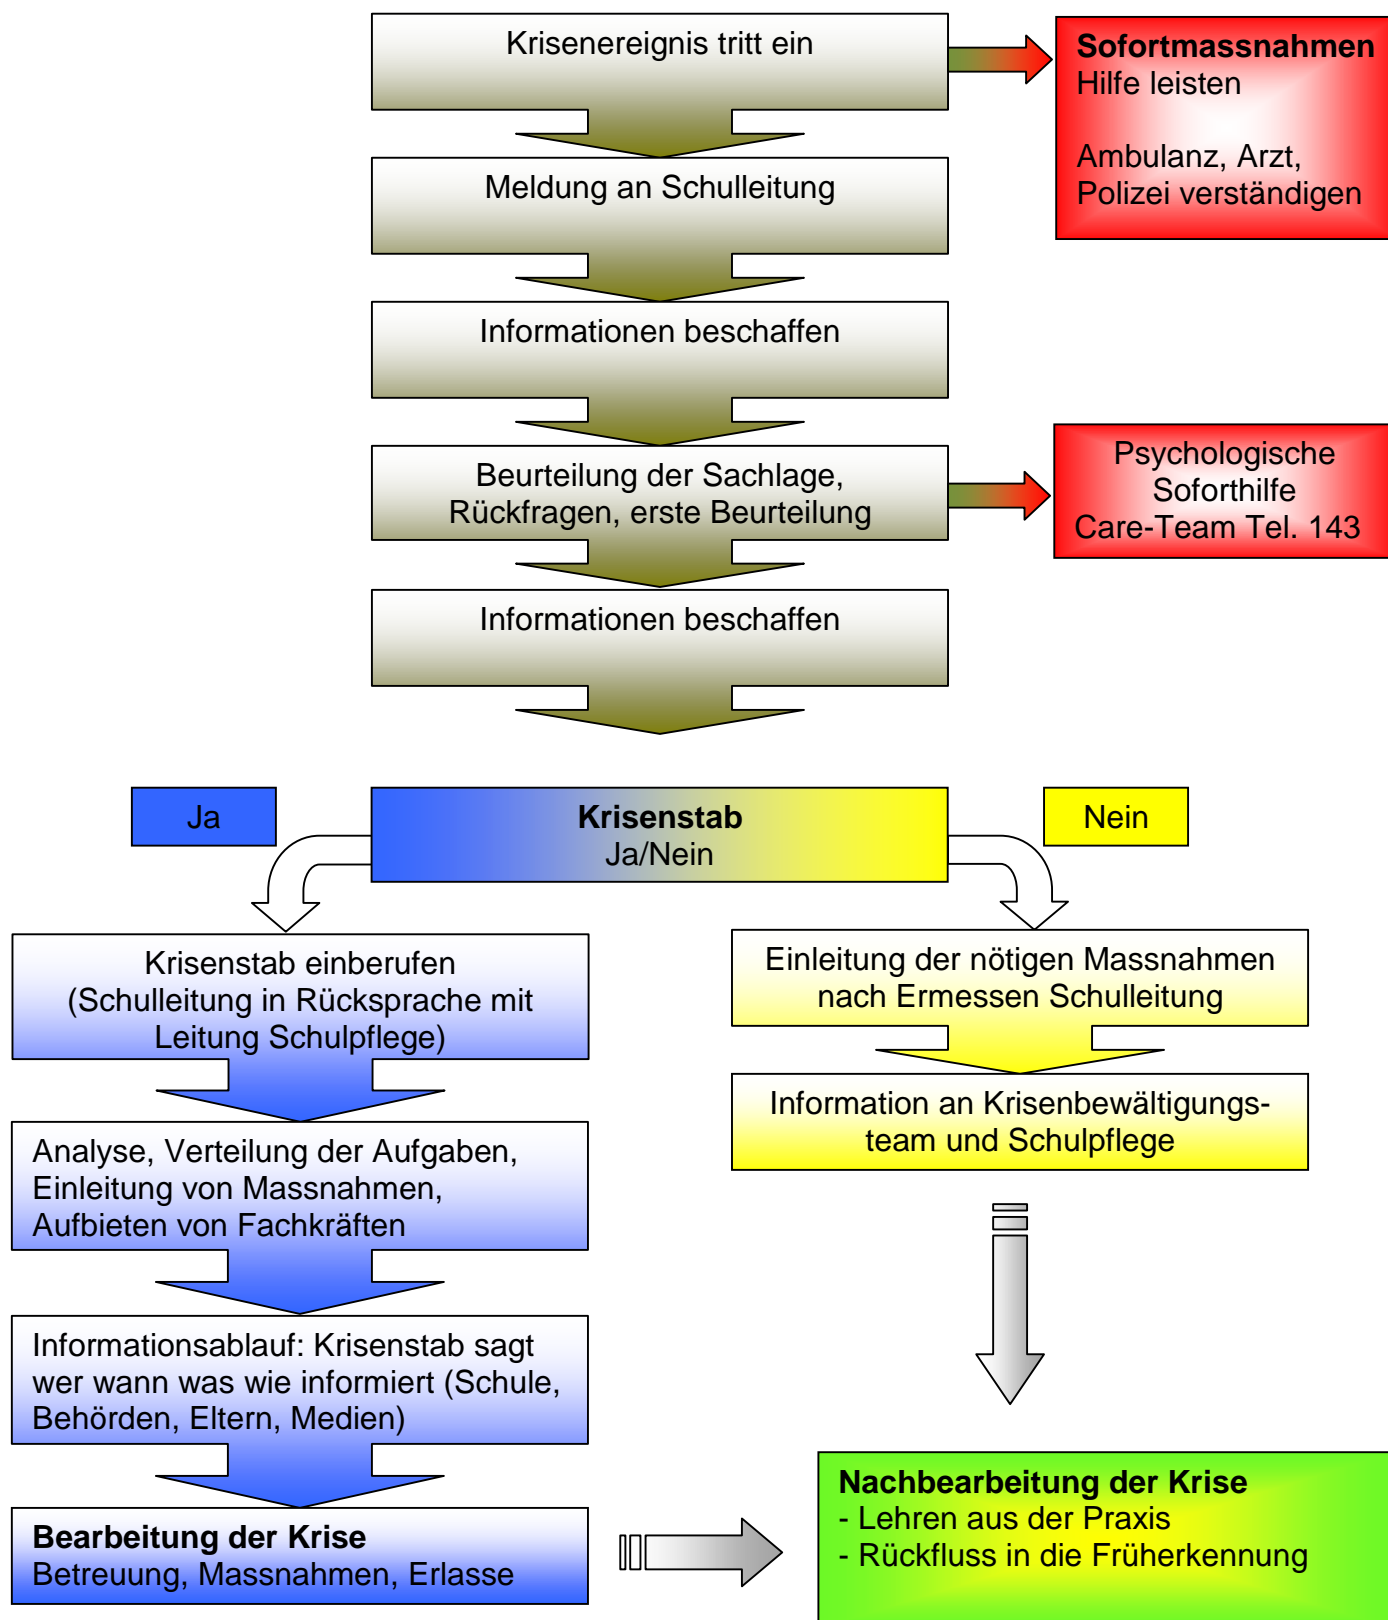 Krisenereignis tritt ein
Sofortmassnahmen
Hilfe leisten
Ambulanz, Arzt,
Polizei verständigen
Meldung an Schulleitung
Informationen beschaffen
Beurteilung der Sachlage,
Rückfragen, erste Beurteilung
Psychologische
Soforthilfe
Care-Team Tel. 143
Informationen beschaffen
Ja
Krisenstab
Ja/Nein
Nein
Krisenstab einberufen
(Schulleitung in Rücksprache mit
Leitung Schulpflege)
Analyse, Verteilung der Aufgaben,
Einleitung von Massnahmen,
Aufbieten von Fachkräften
Informationsablauf: Krisenstab sagt
wer wann was wie informiert (Schule,
Behörden, Eltern, Medien)
Bearbeitung der Krise
Betreuung, Massnahmen, Erlasse
Einleitung der nötigen Massnahmen
nach Ermessen Schulleitung
Information an Krisenbewältigungs-
team und Schulpflege
Nachbearbeitung der Krise
- Lehren aus der Praxis
- Rückfluss in die Früherkennung